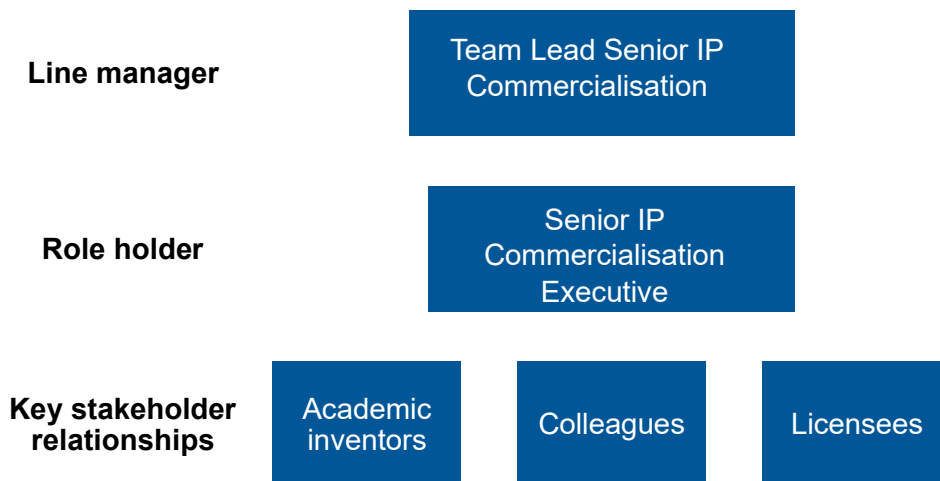 Line manager
Team Lead Senior IP
Commercialisation
Role holder
Senior IP
Commercialisation
Executive
Key stakeholder
relationships
Academic
inventors
Colleagues
Licensees